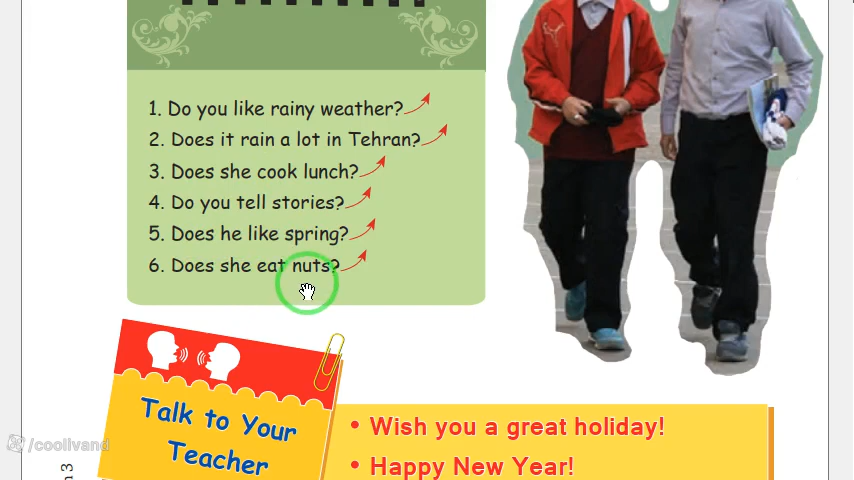 1. Do you like rainy weather?
2. Does it rain a lot in Tehran?
3. Does she cook lunch?
4. Do you tell stories?
5. Does he like spring?
6. Does she eat nuts?
Talk to Your
Teacher
• Wish you a great holiday!
• Happy New Year!
/coolivand
n 3